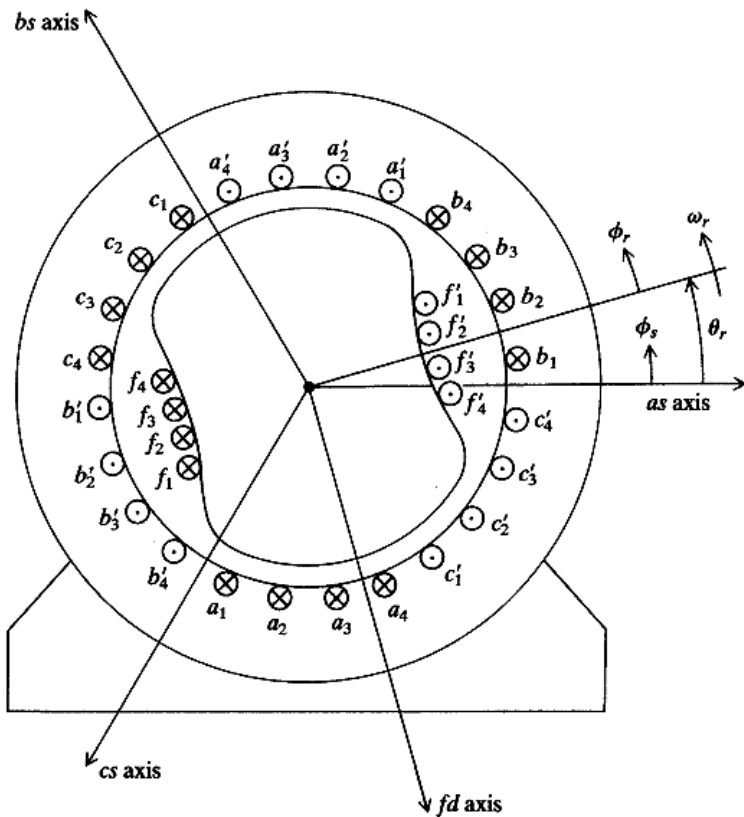 bs axis
a′4
a′3
a′2
a′1
c1
b4
c2
b3
ϕr
ωr
c3
b2
f′1
f′2
ϕs
θr
c4
b1
f′3
f4
f′4
as axis
b′1
f3
c′4
f2
b′2
f1
c′3
b′3
c′2
b′4
c′1
a1
a2
a3
a4
cs axis
fd axis